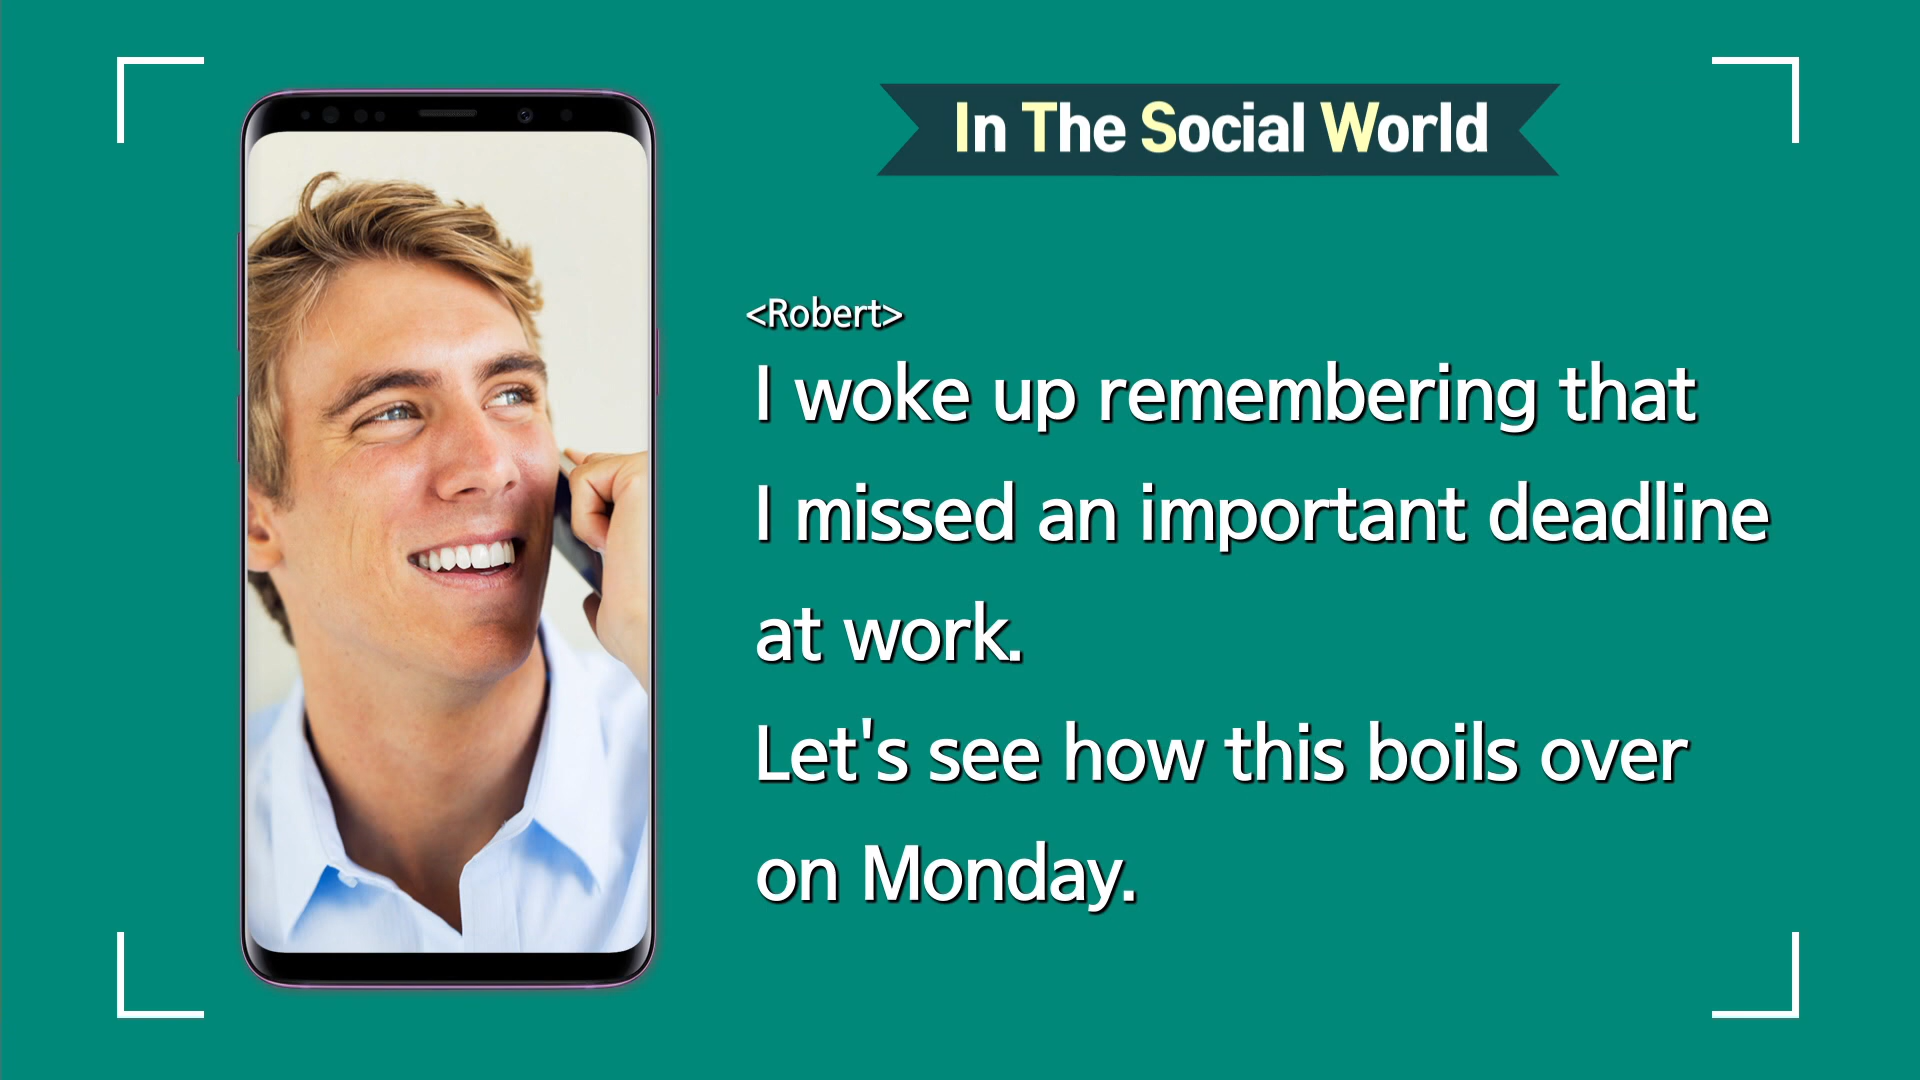 In The Social World
<Robert>
I woke up remembering that
I missed an important deadline
at work.
Let's see how this boils over
on Monday.